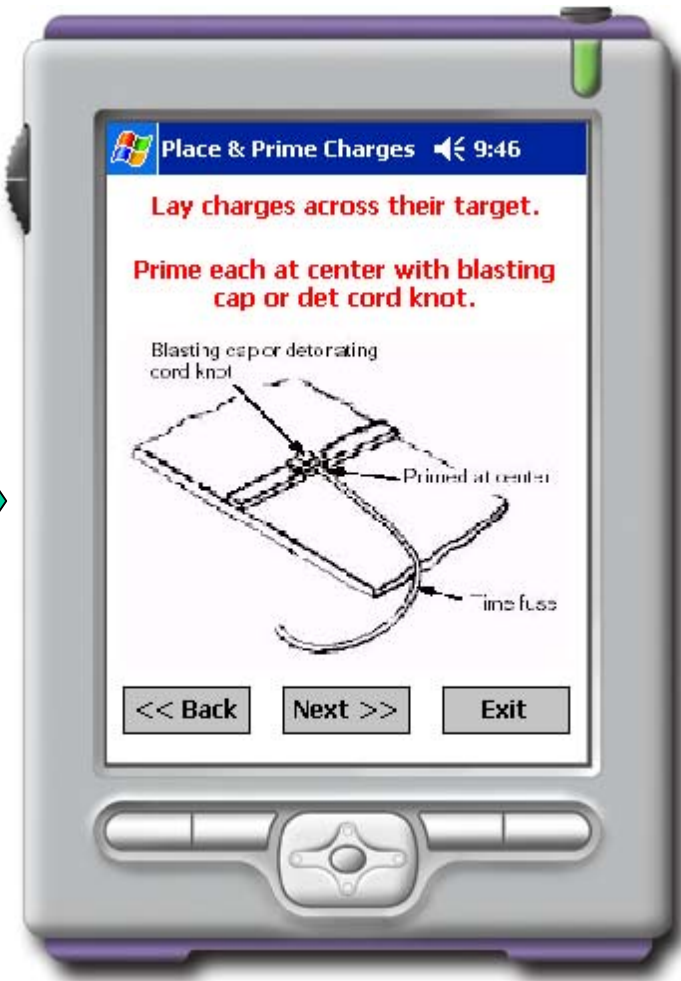 Place & Prime Charges 9:46
Lay charges across their target.
Prime each at center with blasting
cap or det cord knot.
Blasting cap or detonating
cord knot
Primed at center
Time fuse
<< Back
Next >>
Exit